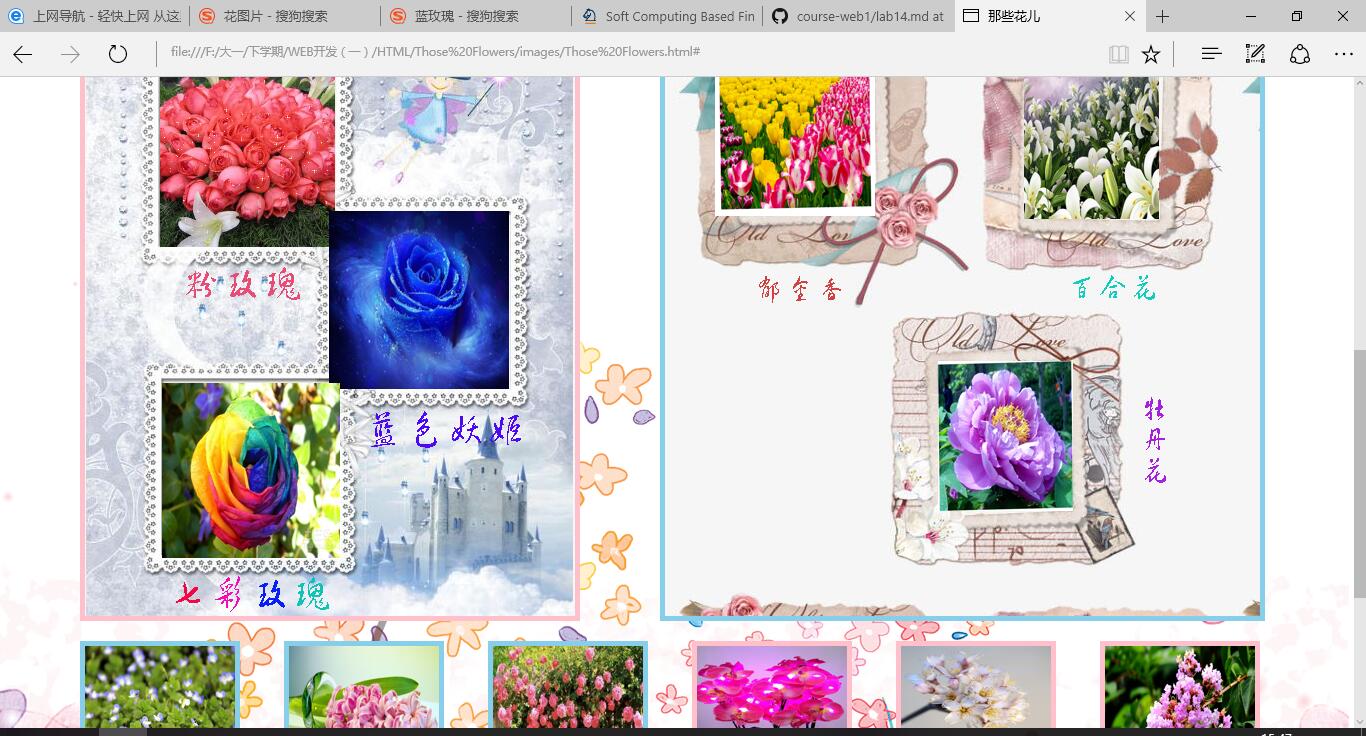 上网导航 - 轻快上网 从这
花图片 - 搜狗搜索
蓝玫瑰 - 搜狗搜索
Soft Computing Based Fin
course-web1/lab14.md at
那些花儿
file:///F:/大一/下学期/WEB开发 (一) /HTML/Those%20Flowers/images/Those%20Flowers.html#
Old Love
Old Love
粉玫瑰
郁金香
百合花
Old Love
蓝色妖姬
牡丹花
70
七彩玫瑰